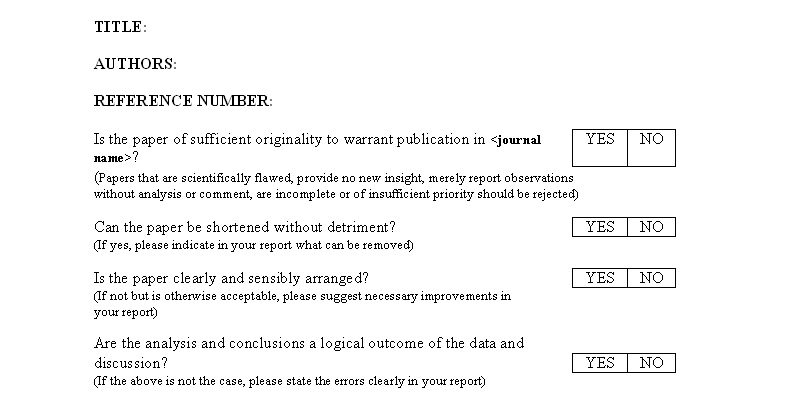 TITLE:
AUTHORS:
REFERENCE NUMBER:
Is the paper of sufficient originality to warrant publication in <journal YES NO
name>?
(Papers that are scientifically flawed, provide no new insight, merely report observations
without analysis or comment, are incomplete or of insufficient priority should be rejected)
Can the paper be shortened without detriment? YES NO
(If yes, please indicate in your report what can be removed)
Is the paper clearly and sensibly arranged? YES NO
(If not but is otherwise acceptable, please suggest necessary improvements in
your report)
Are the analysis and conclusions a logical outcome of the data and
discussion? YES NO
(If the above is not the case, please state the errors clearly in your report)